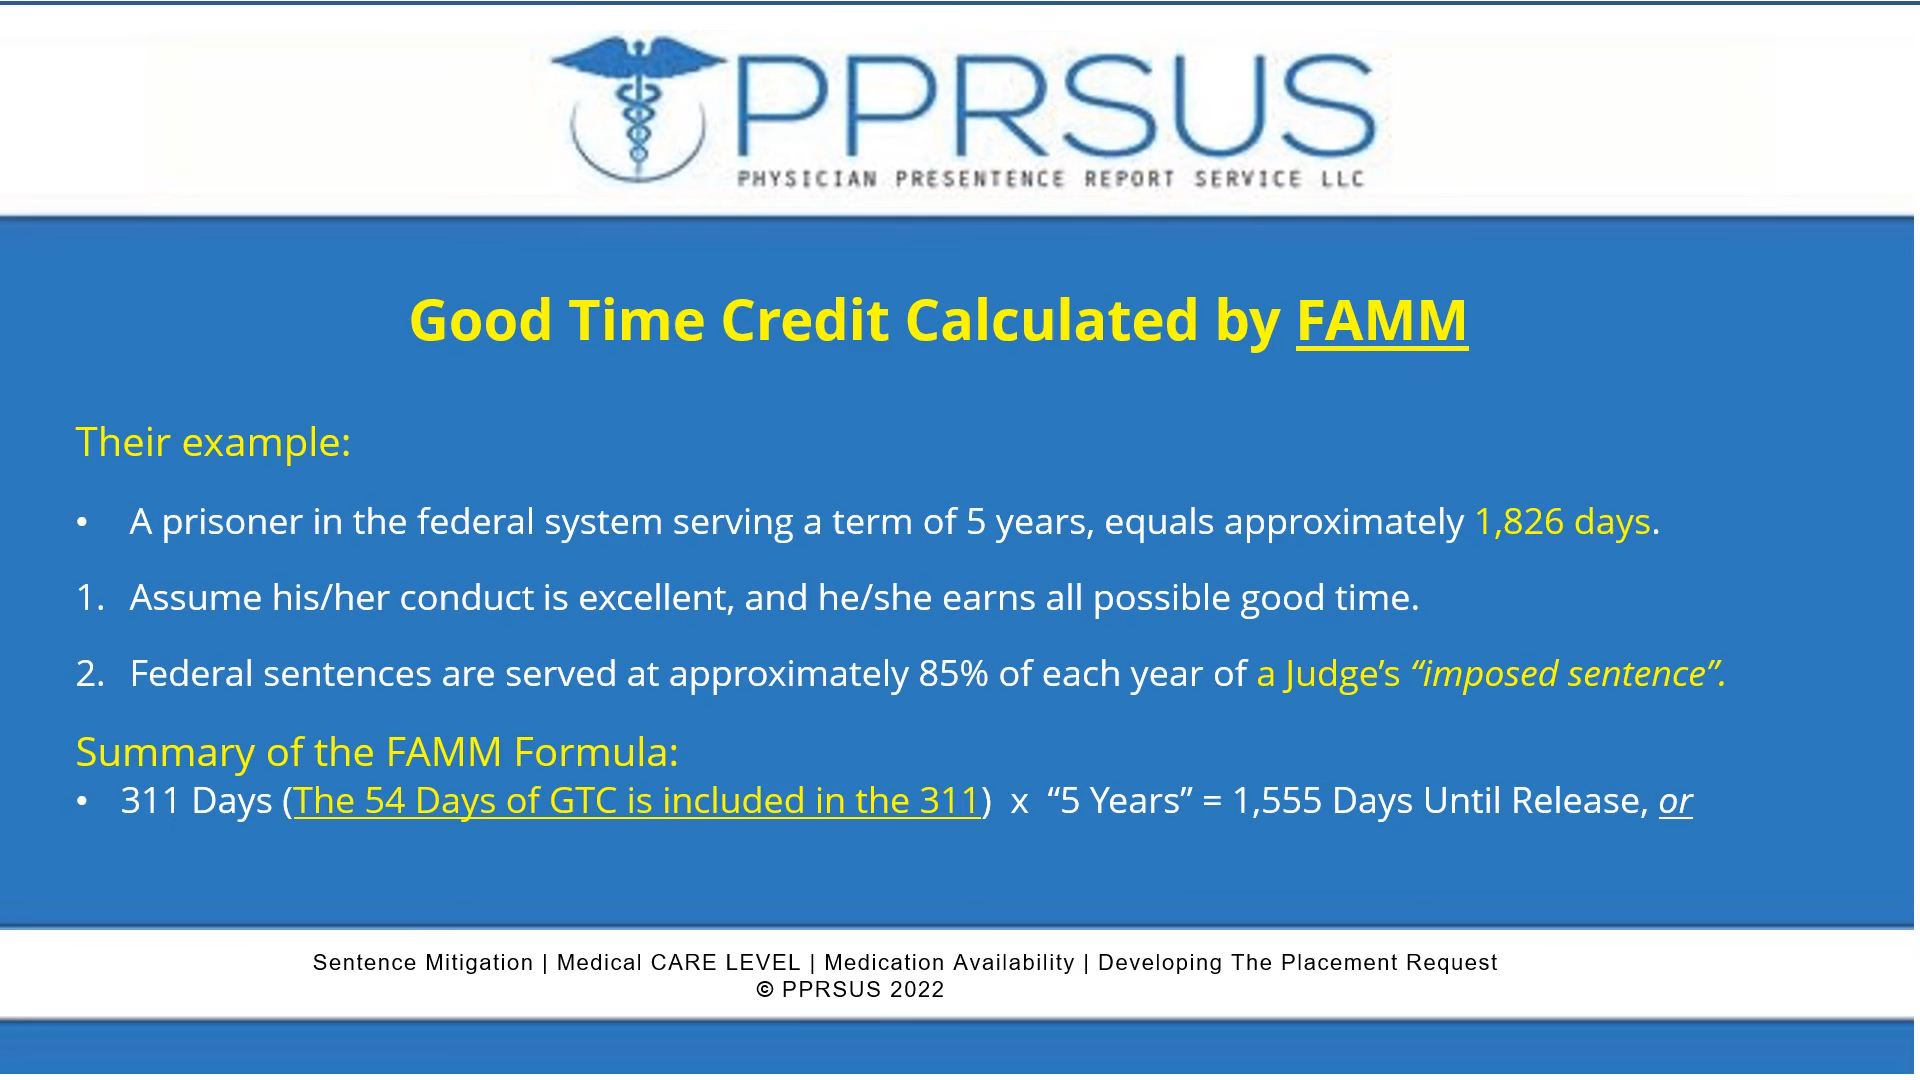 PPRSUS
PHYSICIAN PRESENTENCE REPORT SERVICE LLC
Good Time Credit Calculated by FAMM
Their example:
• A prisoner in the federal system serving a term of 5 years, equals approximately 1,826 days.
1. Assume his/her conduct is excellent, and he/she earns all possible good time.
2. Federal sentences are served at approximately 85% of each year of a Judge’s “imposed sentence”.
Summary of the FAMM Formula:
• 311 Days (The 54 Days of GTC is included in the 311) x “5 Years” = 1,555 Days Until Release, or
Sentence Mitigation | Medical CARE LEVEL | Medication Availability | Developing The Placement Request
© PPRSUS 2022